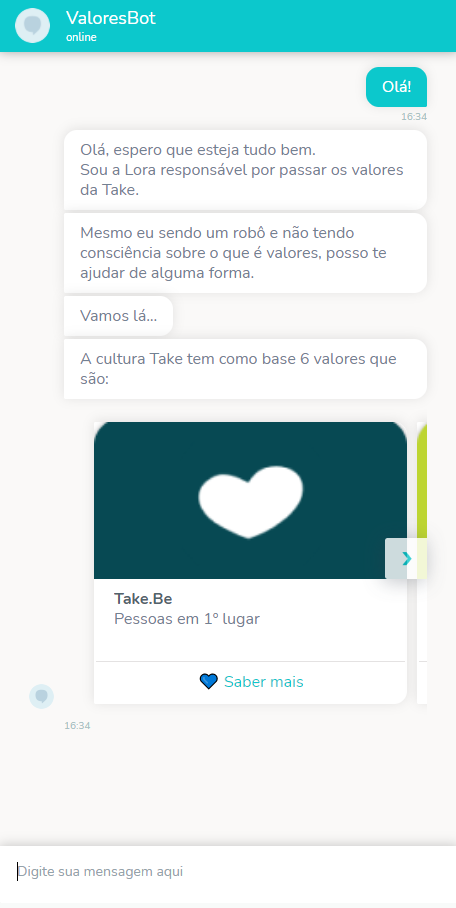 ValoresBot
online
Olá!
16:34
Olá, espero que esteja tudo bem.
Sou a Lora responsável por passar os valores
da Take.
Mesmo eu sendo um robô e não tendo
consciência sobre o que é valores, posso te
ajudar de alguma forma.
Vamos lá...
A cultura Take tem como base 6 valores que
são:
Take.Be
Pessoas em 1º lugar
💙 Saber mais
16:34
Digite sua mensagem aqui